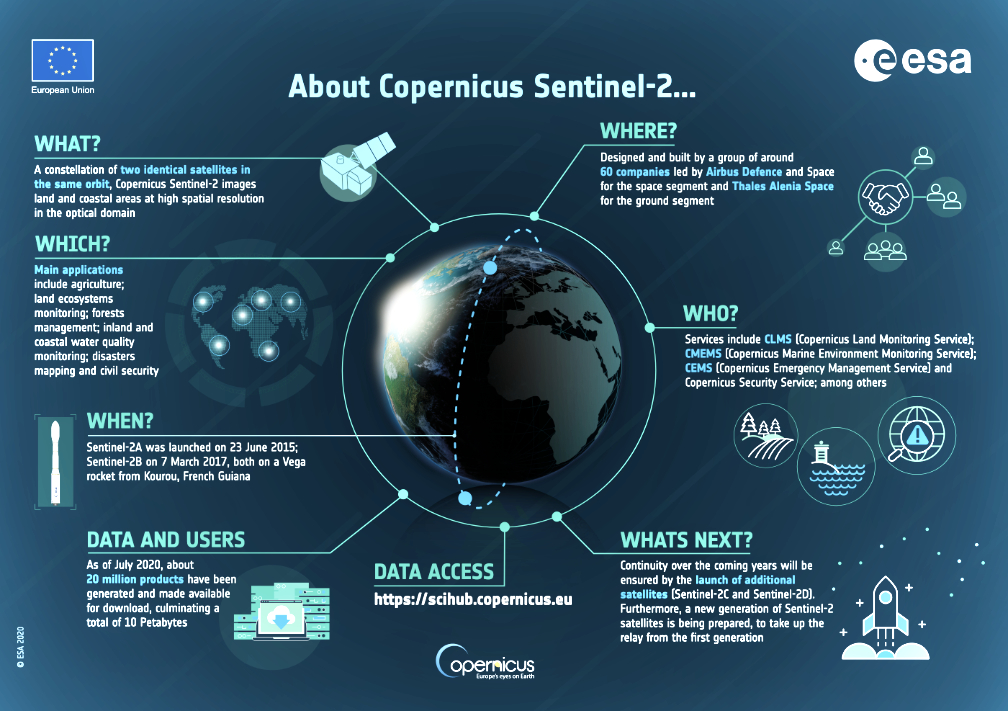 European Union
esa
About Copernicus Sentinel-2...
WHAT?
A constellation of two identical satellites in
the same orbit, Copernicus Sentinel-2 images
land and coastal areas at high spatial resolution
in the optical domain
WHERE?
Designed and built by a group of around
60 companies led by Airbus Defence and Space
for the space segment and Thales Alenia Space
for the ground segment
WHICH?
Main applications
include agriculture;
land ecosystems
monitoring; forests
management; inland and
coastal water quality
monitoring; disasters
mapping and civil security
WHO?
Services include CLMS (Copernicus Land Monitoring Service);
CMEMS (Copernicus Marine Environment Monitoring Service);
CEMS (Copernicus Emergency Management Service) and
Copernicus Security Service; among others
WHEN?
Sentinel-2A was launched on 23 June 2015;
Sentinel-2B on 7 March 2017, both on a Vega
rocket from Kourou, French Guiana
DATA AND USERS
As of July 2020, about
20 million products have been
generated and made available
for download, culminating a
total of 10 Petabytes
DATA ACCESS
https://scihub.copernicus.eu
WHATS NEXT?
Continuity over the coming years will be
ensured by the launch of additional
satellites (Sentinel-2C and Sentinel-2D).
Furthermore, a new generation of Sentinel-2
satellites is being prepared, to take up the
relay from the first generation
© ESA 2020
opernicus
Europe's eyes on Earth